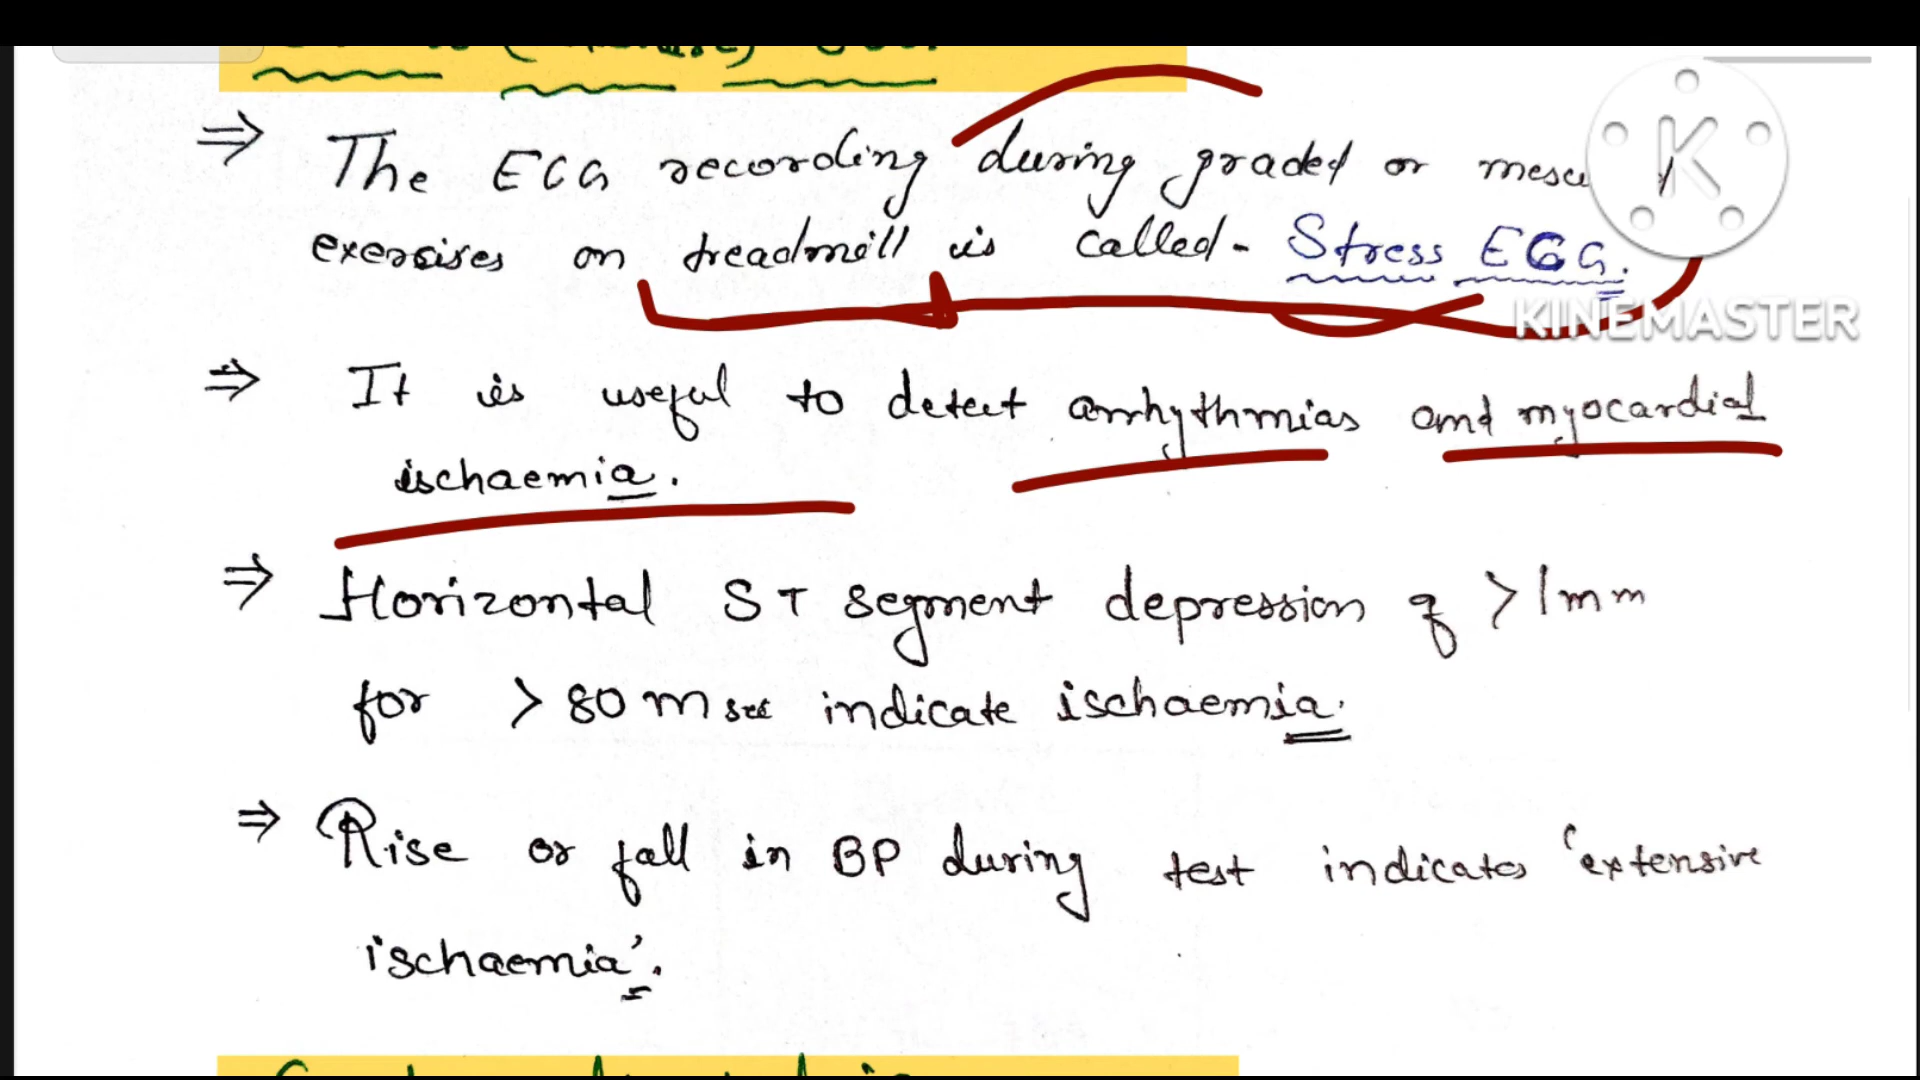 ⇒ The ECG recording during graded or
exercises on treadmill is called - Stress ECG.
KINEMASTER
⇒ It is useful to detect arrhythmias and myocardial
ischaemia.
⇒ Horizontal ST segment depression of >1mm
for >80 msec indicate ischaemia.
⇒ Rise or fall in BP during test indicates 'extensive
ischaemia'.